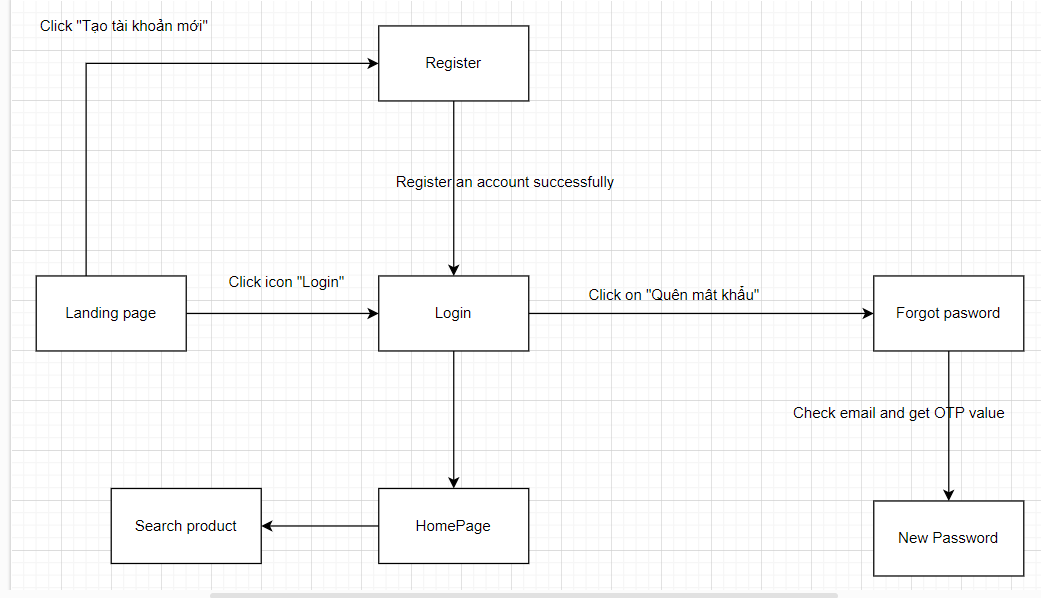 Click "Tạo tài khoản mới"
Register
Register an account successfully
Click icon "Login"
Click on "Quên mât khẩu"
Landing page
Login
Forgot pasword
Check email and get OTP value
Search product
HomePage
New Password